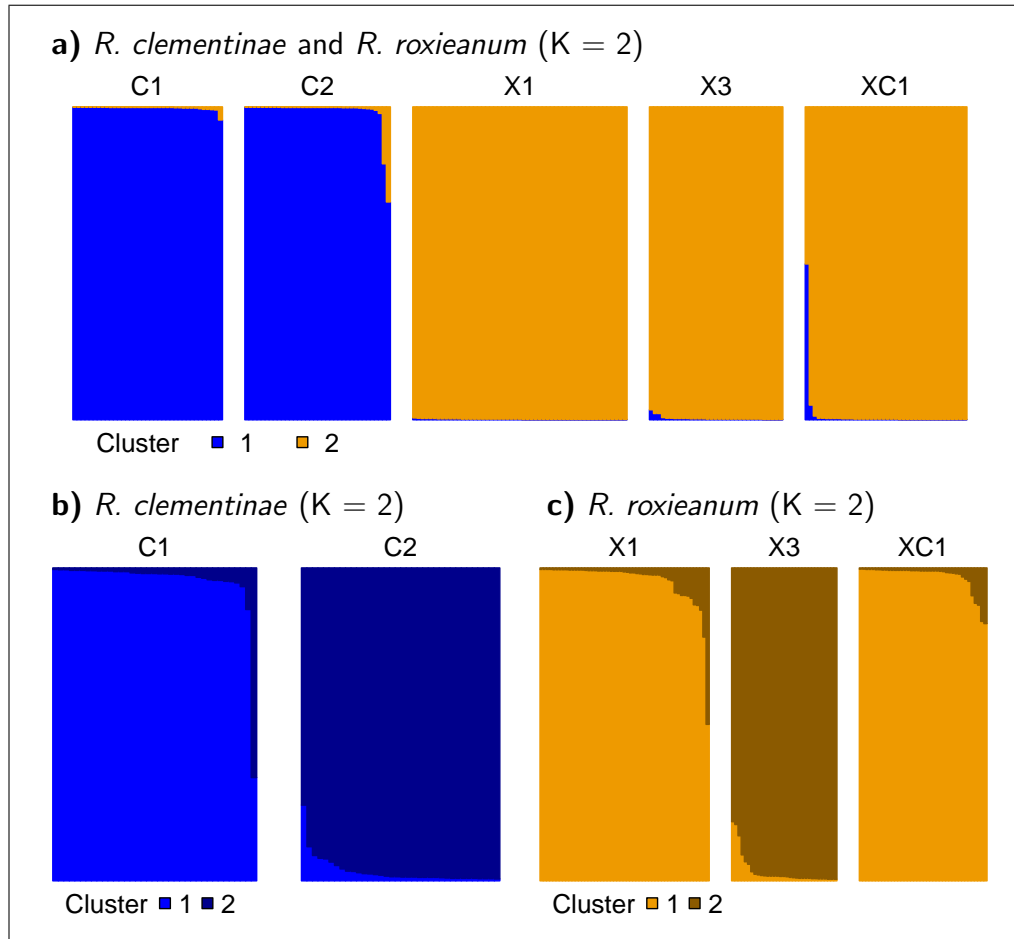 a) R. clementinae and R. roxieanum (K = 2)
C1 C2 X1 X3 XC1
Cluster 1 2
b) R. clementinae (K = 2)
C1 C2
Cluster 1 2
c) R. roxieanum (K = 2)
X1 X3 XC1
Cluster 1 2